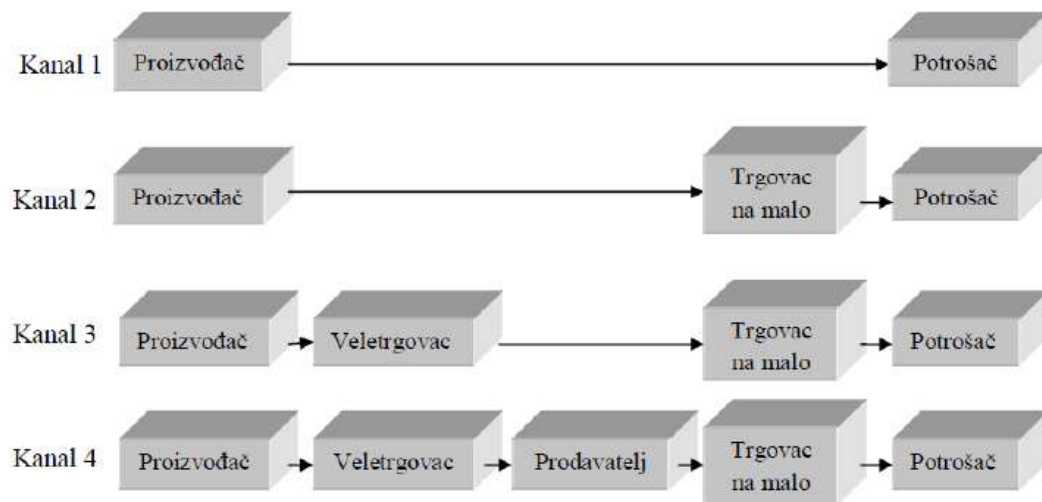 Kanal 1 Proizvođač Potrošač
Kanal 2 Proizvođač Trgovac na malo Potrošač
Kanal 3 Proizvođač Veletrgovac Trgovac na malo Potrošač
Kanal 4 Proizvođač Veletrgovac Prodavatelj Trgovac na malo Potrošač